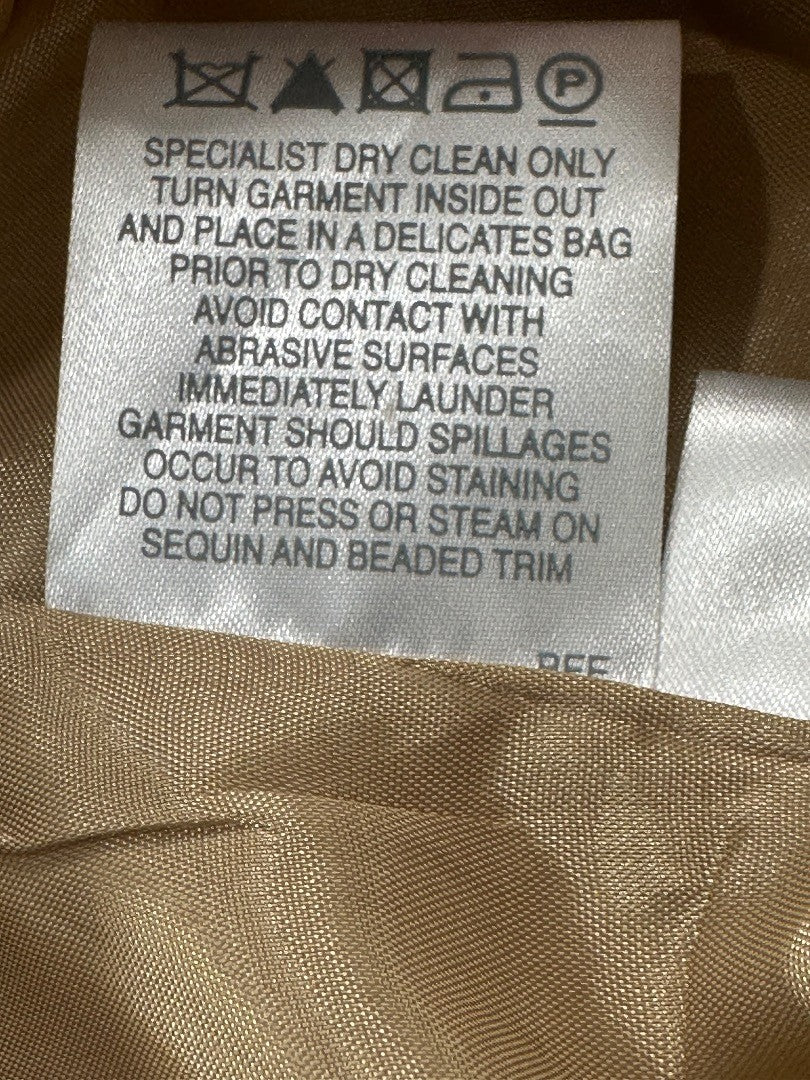 P
SPECIALIST DRY CLEAN ONLY
TURN GARMENT INSIDE OUT
AND PLACE IN A DELICATES BAG
PRIOR TO DRY CLEANING
AVOID CONTACT WITH
ABRASIVE SURFACES
IMMEDIATELY LAUNDER
GARMENT SHOULD SPILLAGES
OCCUR TO AVOID STAINING
DO NOT PRESS OR STEAM ON
SEQUIN AND BEADED TRIM